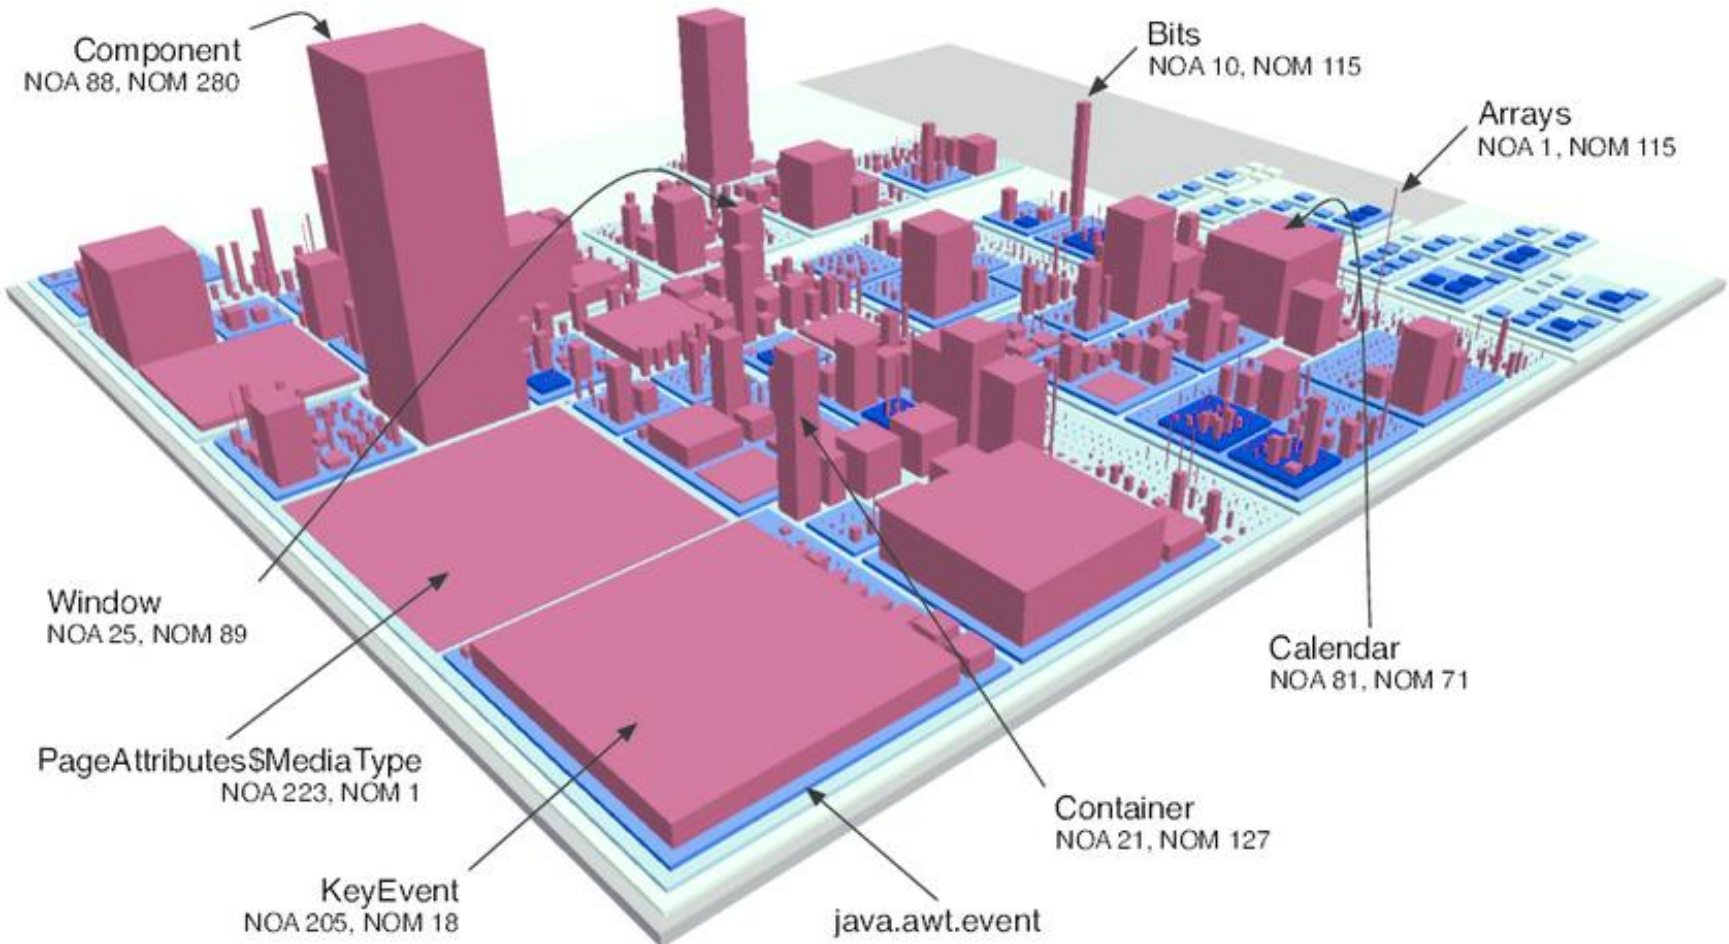 Component
NOA 88, NOM 280
Bits
NOA 10, NOM 115
Arrays
NOA 1, NOM 115
Window
NOA 25, NOM 89
Calendar
NOA 81, NOM 71
PageAttributes$MediaType
NOA 223, NOM 1
Container
NOA 21, NOM 127
KeyEvent
NOA 205, NOM 18
java.awt.event